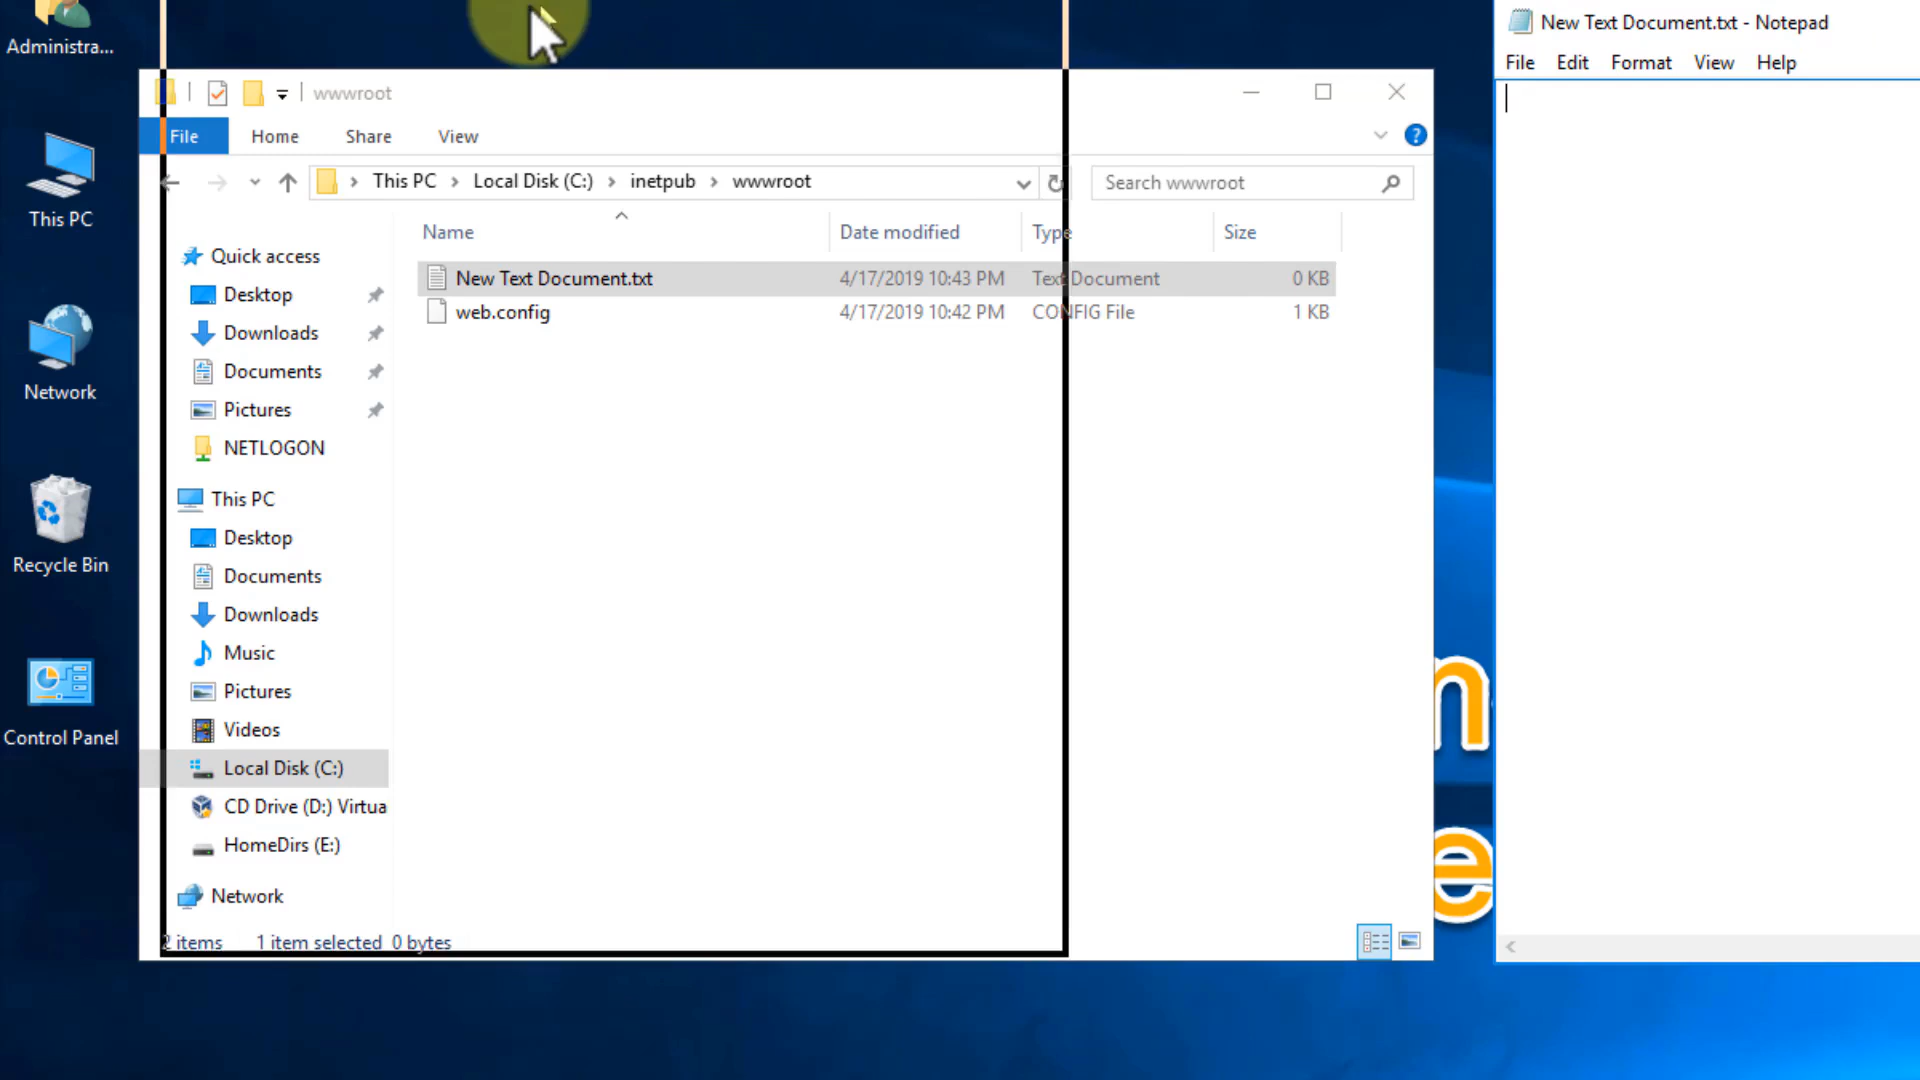 Administra...
This PC
Network
Recycle Bin
Control Panel
wwwroot
File
Home
Share
View
This PC
Local Disk (C:)
inetpub
wwwroot
Search wwwroot
Name
Date modified
Type
Size
New Text Document.txt
4/17/2019 10:43 PM
Text Document
0 KB
web.config
4/17/2019 10:42 PM
CONFIG File
1 KB
Quick access
Desktop
Downloads
Documents
Pictures
NETLOGON
This PC
Desktop
Documents
Downloads
Music
Pictures
Videos
Local Disk (C:)
CD Drive (D:) Virtua
HomeDirs (E:)
Network
2 items
1 item selected 0 bytes
New Text Document.txt - Notepad
File
Edit
Format
View
Help
n
e